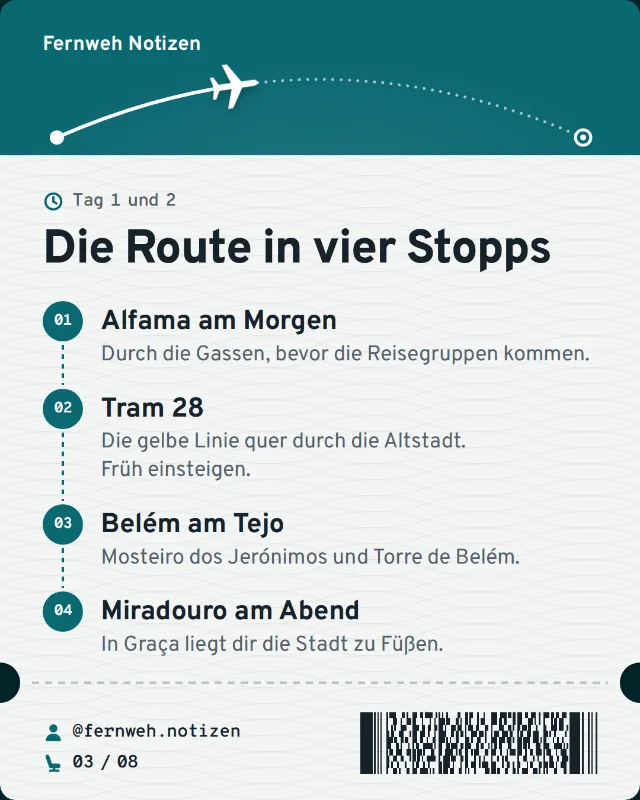 Fernweh Notizen
Tag 1 und 2
Die Route in vier Stopps
01
Alfama am Morgen
Durch die Gassen, bevor die Reisegruppen kommen.
02
Tram 28
Die gelbe Linie quer durch die Altstadt.
Früh einsteigen.
03
Belém am Tejo
Mosteiro dos Jerónimos und Torre de Belém.
04
Miradouro am Abend
In Graça liegt dir die Stadt zu Füßen.
@fernweh.notizen
03 / 08